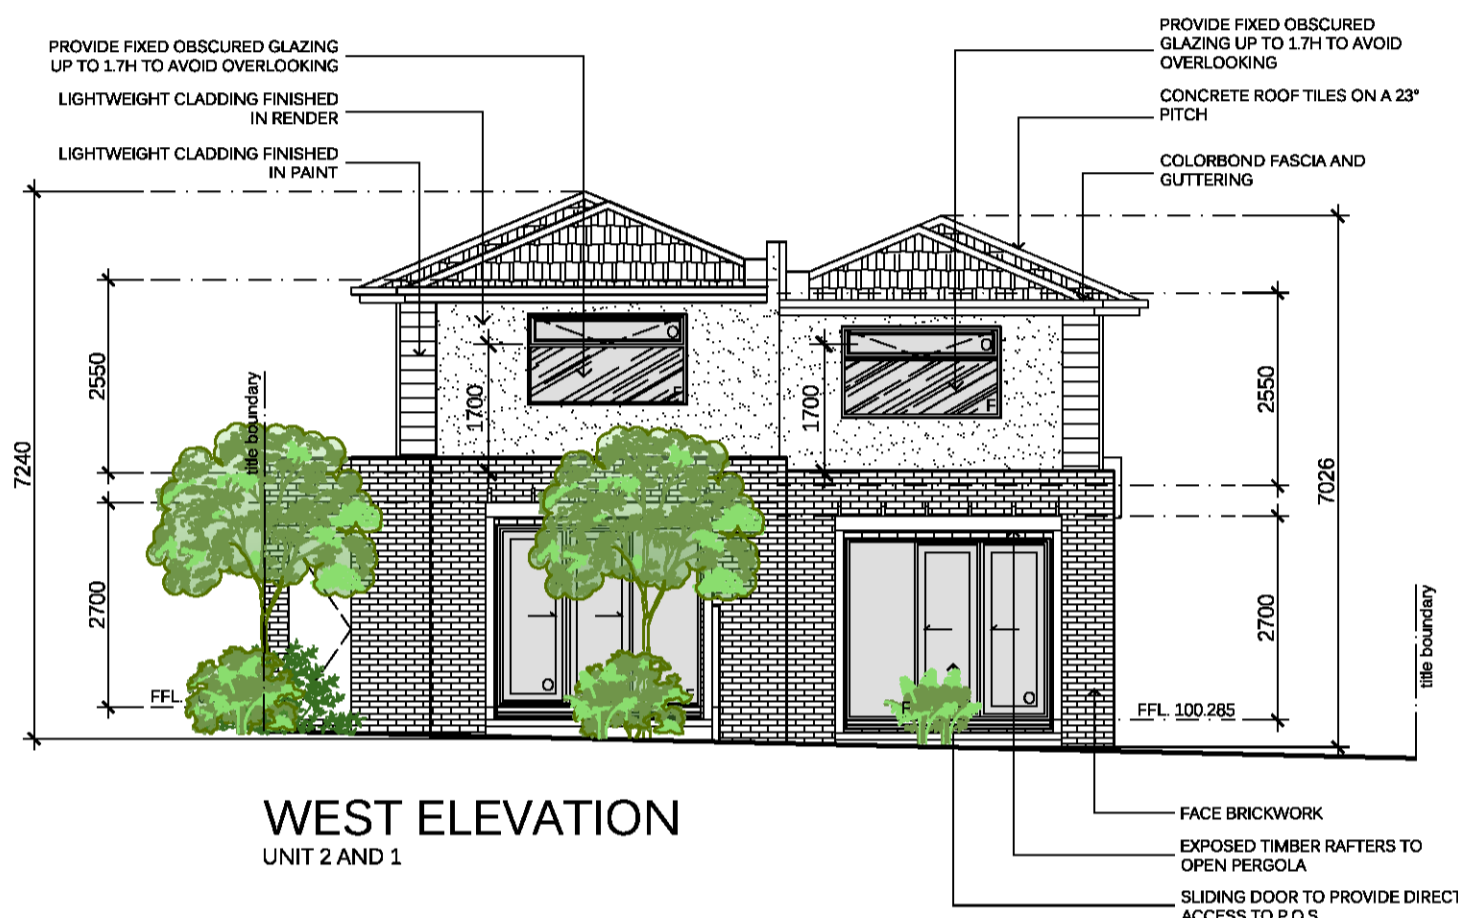 PROVIDE FIXED OBSCURED GLAZING
UP TO 1.7H TO AVOID OVERLOOKING
LIGHTWEIGHT CLADDING FINISHED
IN RENDER
LIGHTWEIGHT CLADDING FINISHED
IN PAINT
PROVIDE FIXED OBSCURED
GLAZING UP TO 1.7H TO AVOID
OVERLOOKING
CONCRETE ROOF TILES ON A 23°
PITCH
COLORBOND FASCIA AND
GUTTERING
7240
2550
2700
title boundary
1700
O
F
1700
O
F
2550
7026
2700
title boundary
FFL.
O
F
F
O
FFL. 100.285
WEST ELEVATION
UNIT 2 AND 1
FACE BRICKWORK
EXPOSED TIMBER RAFTERS TO
OPEN PERGOLA
SLIDING DOOR TO PROVIDE DIRECT
ACCESS TO P.O.S